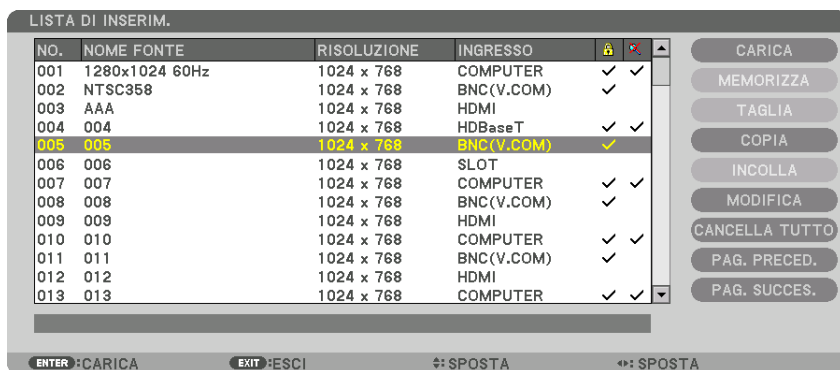 LISTA DI INSERIM.
NO. NOME FONTE RISOLUZIONE INGRESSO
001 1280x1024 60Hz 1024 x 768 COMPUTER ✓ ✓
002 NTSC358 1024 x 768 BNC(V.COM) ✓
003 AAA 1024 x 768 HDMI
004 004 1024 x 768 HDBaseT ✓ ✓
005 005 1024 x 768 BNC(V.COM) ✓
006 006 1024 x 768 SLOT
007 007 1024 x 768 COMPUTER ✓ ✓
008 008 1024 x 768 BNC(V.COM) ✓
009 009 1024 x 768 HDMI
010 010 1024 x 768 COMPUTER ✓ ✓
011 011 1024 x 768 BNC(V.COM) ✓
012 012 1024 x 768 HDMI
013 013 1024 x 768 COMPUTER ✓ ✓
CARICA
MEMORIZZA
TAGLIA
COPIA
INCOLLA
MODIFICA
CANCELLA TUTTO
PAG. PRECED.
PAG. SUCCES.
ENTER :CARICA EXIT :ESCI :SPOSTA :SPOSTA